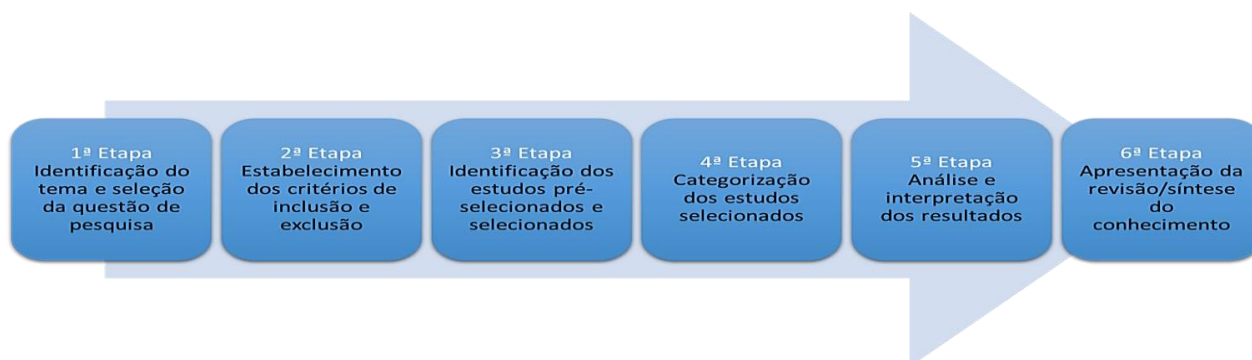 1ª Etapa
Identificação do
tema e seleção
da questão de
pesquisa
2ª Etapa
Estabelecimento
dos critérios de
inclusão e
exclusão
3ª Etapa
Identificação dos
estudos pré-
selecionados e
selecionados
4ª Etapa
Categorização
dos estudos
selecionados
5ª Etapa
Análise e
interpretação
dos resultados
6ª Etapa
Apresentação da
revisão/síntese
do
conhecimento